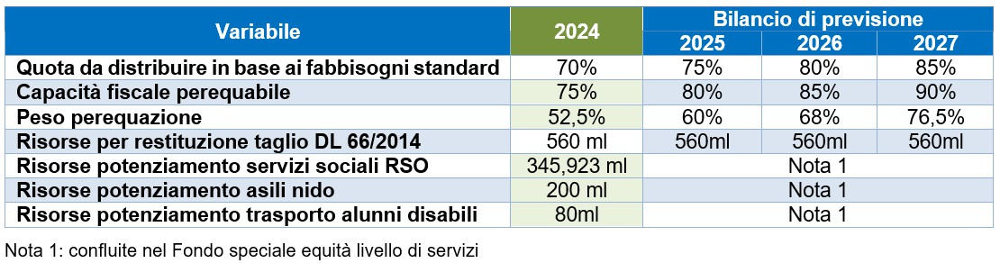 Variabile 2024 Bilancio di previsione
2025 2026 2027
Quota da distribuire in base ai fabbisogni standard 70% 75% 80% 85%
Capacità fiscale perequabile 75% 80% 85% 90%
Peso perequazione 52,5% 60% 68% 76,5%
Risorse per restituzione taglio DL 66/2014 560 ml 560ml 560ml 560ml
Risorse potenziamento servizi sociali RSO 345,923 ml Nota 1
Risorse potenziamento asili nido 200 ml Nota 1
Risorse potenziamento trasporto alunni disabili 80ml Nota 1
Nota 1: confluite nel Fondo speciale equità livello di servizi